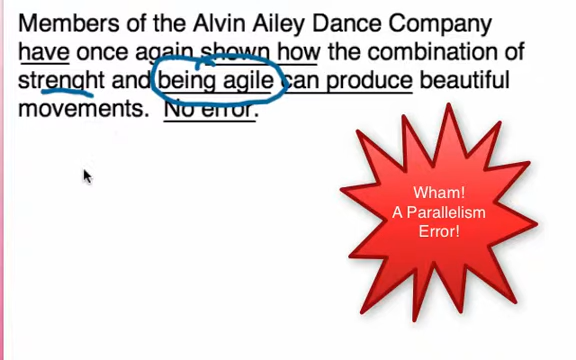 Members of the Alvin Ailey Dance Company
have once again shown how the combination of
strenght and being agile can produce beautiful
movements. No error.
Wham!
A Parallelism
Error!